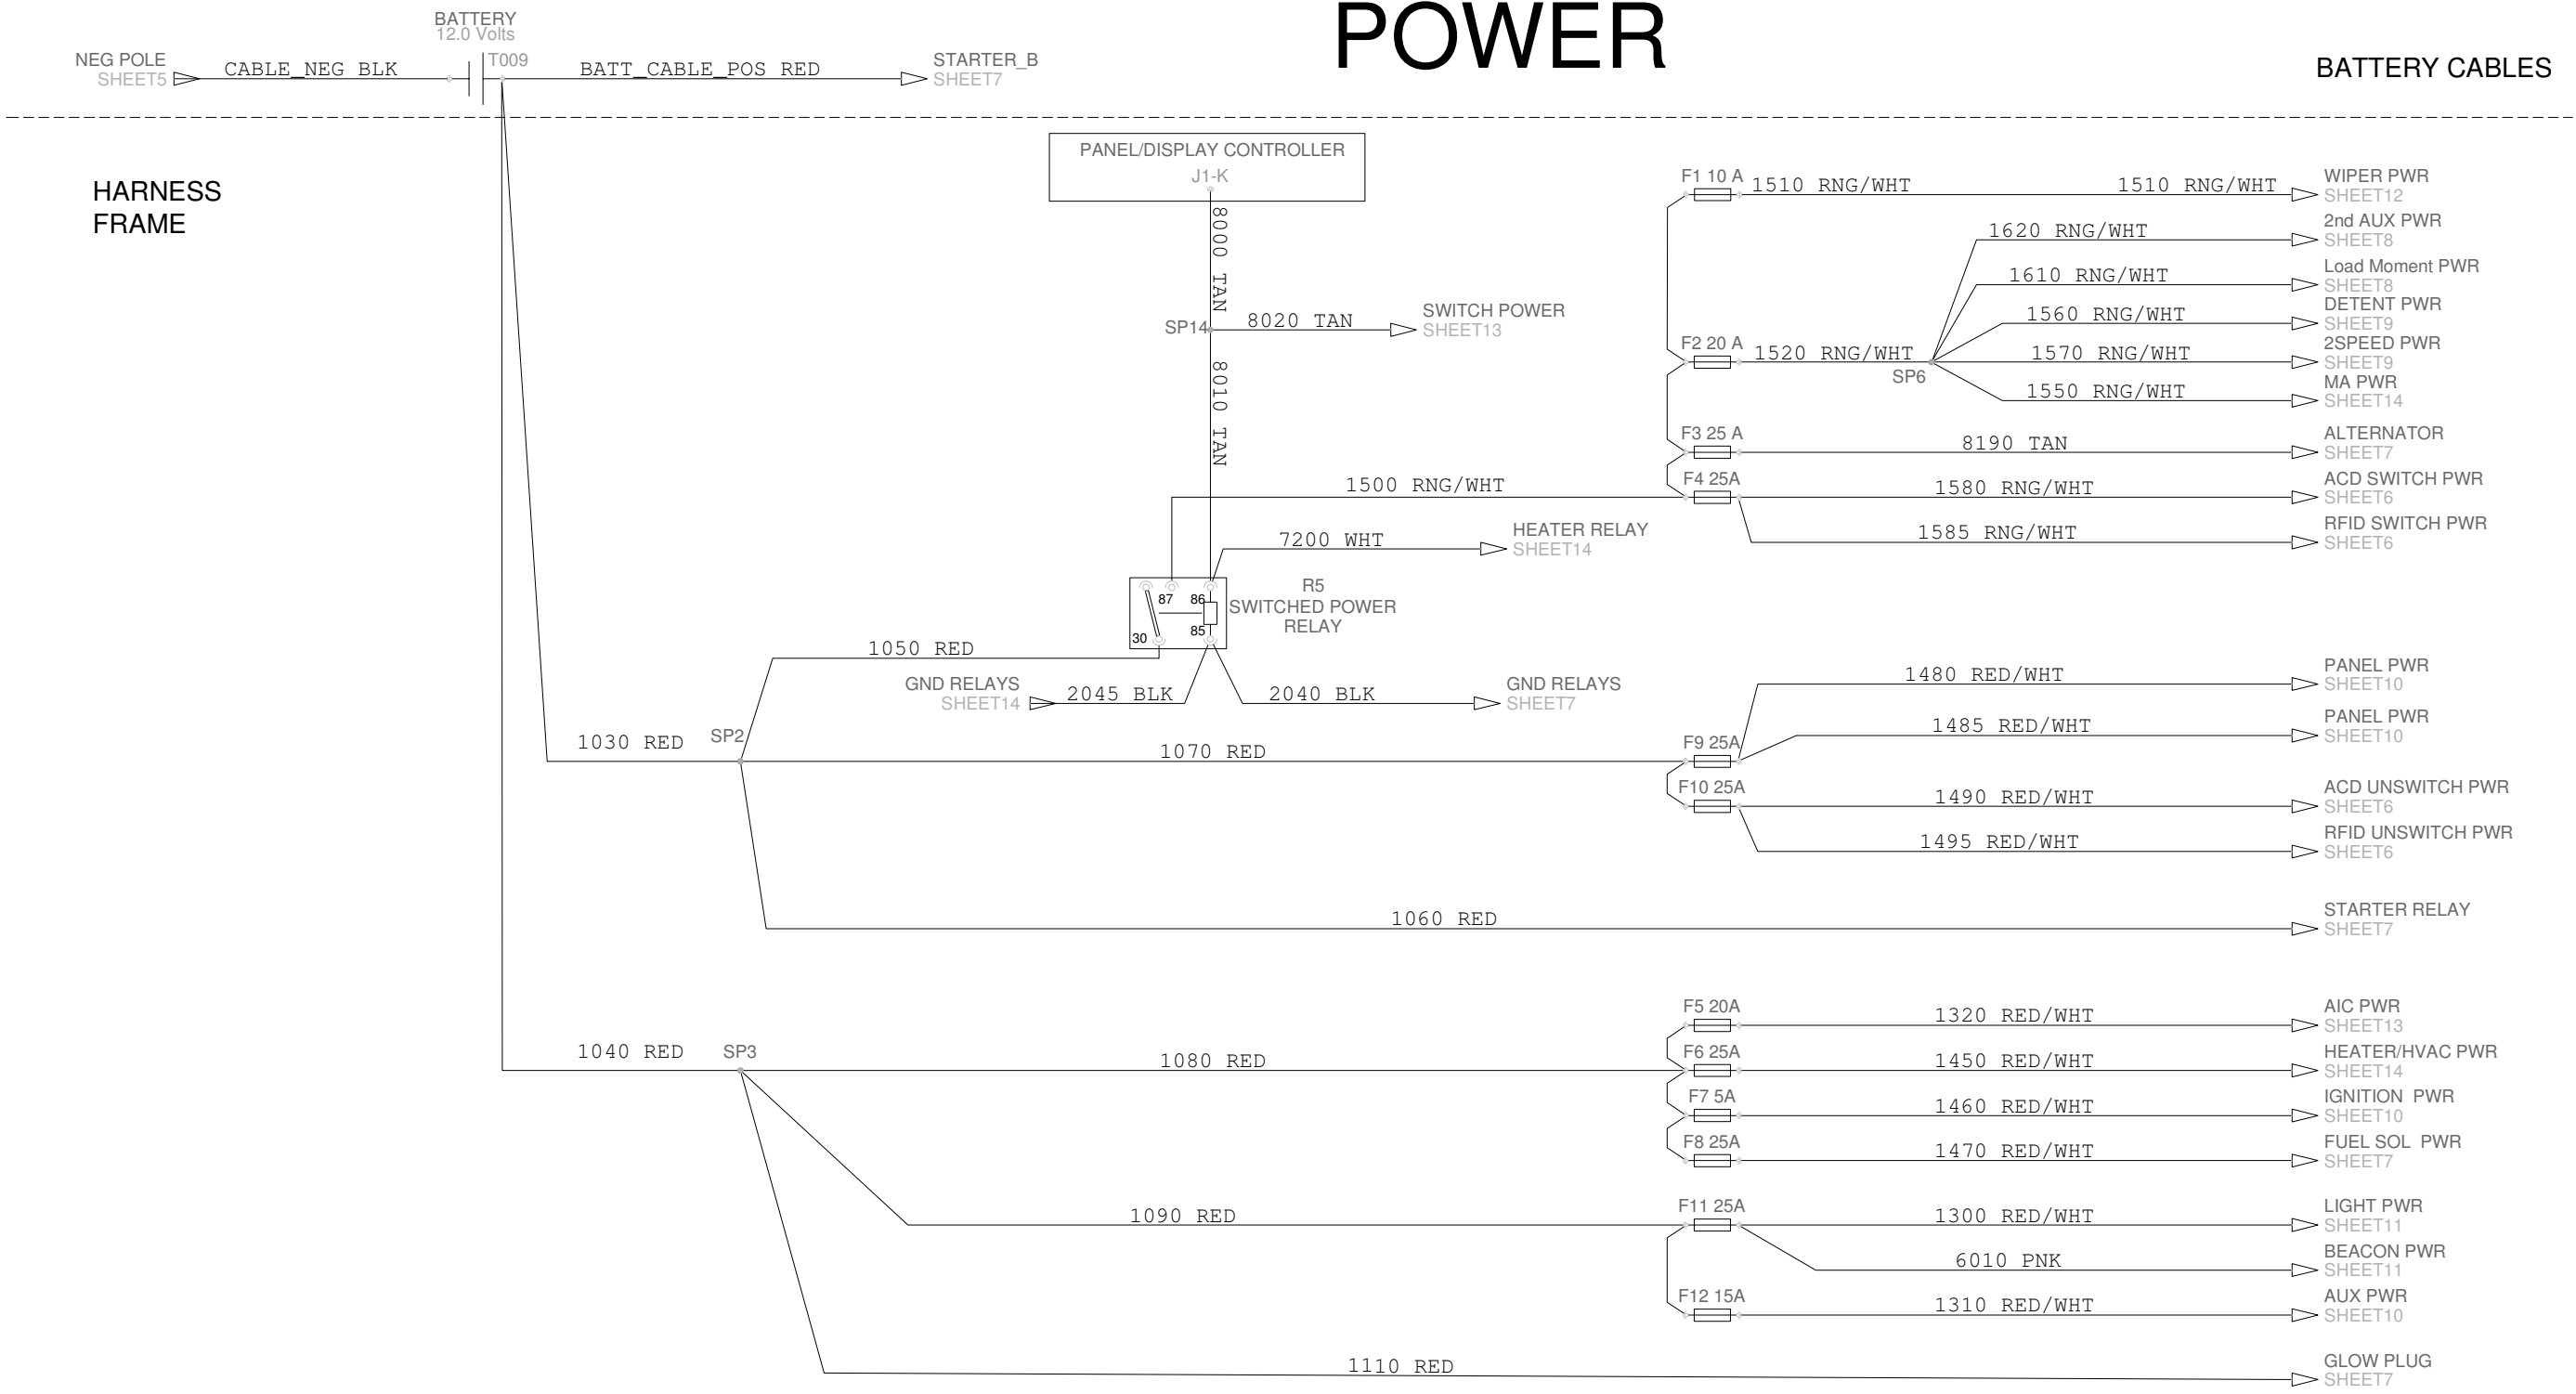 POWER
BATTERY
12.0 Volts
NEG POLE
SHEET5
CABLE_NEG BLK
T009
BATT_CABLE_POS RED
STARTER_B
SHEET7
BATTERY CABLES
HARNESS
FRAME
PANEL/DISPLAY CONTROLLER
J1-K
8000 TAN
SP14
8020 TAN
SWITCH POWER
SHEET13
8010 TAN
F1 10 A
1510 RNG/WHT
1510 RNG/WHT
WIPER PWR
SHEET12
1620 RNG/WHT
2nd AUX PWR
SHEET8
1610 RNG/WHT
Load Moment PWR
SHEET8
1560 RNG/WHT
DETENT PWR
SHEET9
F2 20 A
1520 RNG/WHT
SP6
1570 RNG/WHT
2SPEED PWR
SHEET9
1550 RNG/WHT
MA PWR
SHEET14
F3 25 A
8190 TAN
ALTERNATOR
SHEET7
1500 RNG/WHT
F4 25A
1580 RNG/WHT
ACD SWITCH PWR
SHEET6
1585 RNG/WHT
RFID SWITCH PWR
SHEET6
7200 WHT
HEATER RELAY
SHEET14
87
86
30
85
R5
SWITCHED POWER
RELAY
1050 RED
GND RELAYS
SHEET14
2045 BLK
2040 BLK
GND RELAYS
SHEET7
1480 RED/WHT
PANEL PWR
SHEET10
1485 RED/WHT
PANEL PWR
SHEET10
1030 RED
SP2
1070 RED
F9 25A
F10 25A
1490 RED/WHT
ACD UNSWITCH PWR
SHEET6
1495 RED/WHT
RFID UNSWITCH PWR
SHEET6
1060 RED
STARTER RELAY
SHEET7
F5 20A
1320 RED/WHT
AIC PWR
SHEET13
1040 RED
SP3
1080 RED
F6 25A
1450 RED/WHT
HEATER/HVAC PWR
SHEET14
F7 5A
1460 RED/WHT
IGNITION PWR
SHEET10
F8 25A
1470 RED/WHT
FUEL SOL PWR
SHEET7
1090 RED
F11 25A
1300 RED/WHT
LIGHT PWR
SHEET11
6010 PNK
BEACON PWR
SHEET11
F12 15A
1310 RED/WHT
AUX PWR
SHEET10
1110 RED
GLOW PLUG
SHEET7